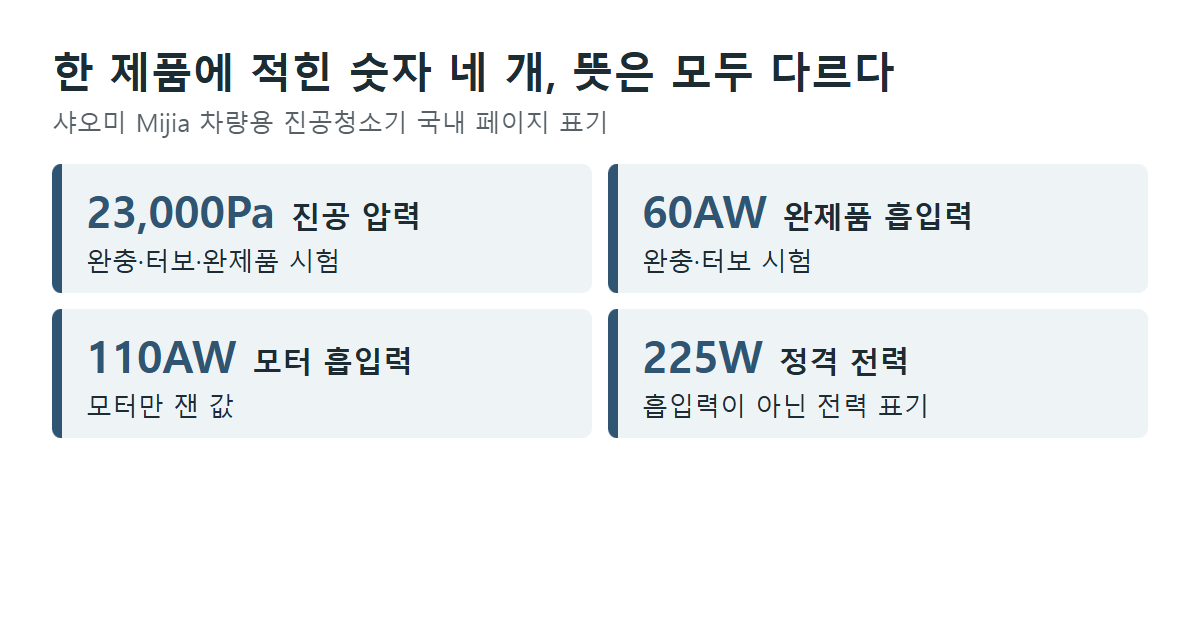 한 제품에 적힌 숫자 네 개, 뜻은 모두 다르다
샤오미 Mijia 차량용 진공청소기 국내 페이지 표기
23,000Pa 진공 압력
완충·터보·완제품 시험
60AW 완제품 흡입력
완충·터보 시험
110AW 모터 흡입력
모터만 잰 값
225W 정격 전력
흡입력이 아닌 전력 표기